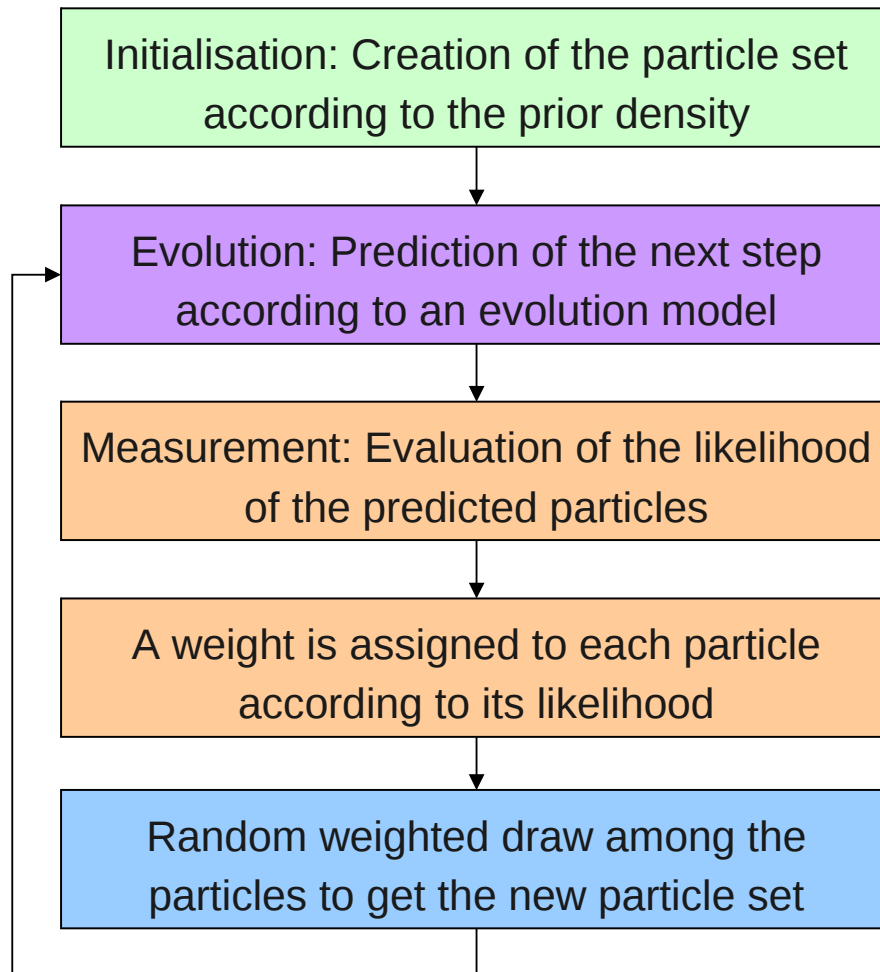 Initialisation: Creation of the particle set
according to the prior density
Evolution: Prediction of the next step
according to an evolution model
Measurement: Evaluation of the likelihood
of the predicted particles
A weight is assigned to each particle
according to its likelihood
Random weighted draw among the
particles to get the new particle set